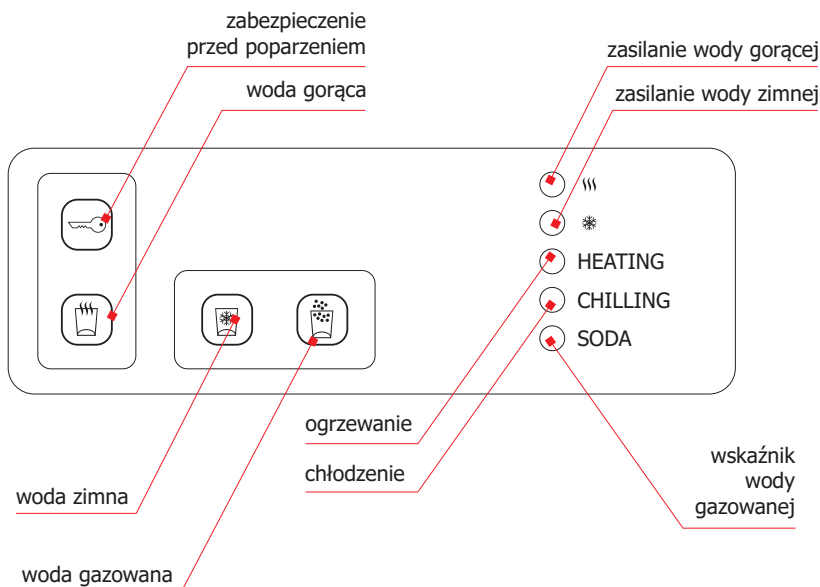 zabezpieczenie
przed poparzeniem
woda gorąca
zasilanie wody gorącej
zasilanie wody zimnej
HEATING
CHILLING
SODA
ogrzewanie
chłodzenie
wskaźnik
wody
gazowanej
woda zimna
woda gazowana